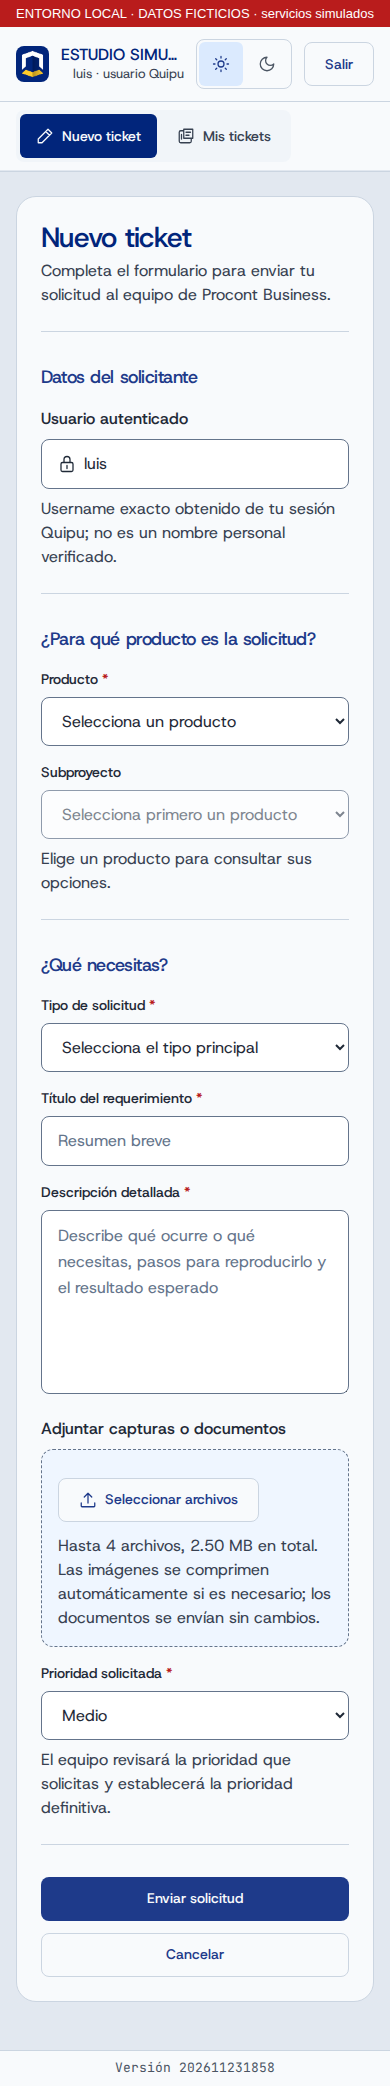 ENTORNO LOCAL · DATOS FICTICIOS · servicios simulados
ESTUDIO SIMU...
luis · usuario Quipu
Salir
Nuevo ticket
Mis tickets
Nuevo ticket
Completa el formulario para enviar tu
solicitud al equipo de Procont Business.
Datos del solicitante
Usuario autenticado
luis
Username exacto obtenido de tu sesión
Quipu; no es un nombre personal
verificado.
¿Para qué producto es la solicitud?
Producto *
Selecciona un producto
Subproyecto
Selecciona primero un producto
Elige un producto para consultar sus
opciones.
¿Qué necesitas?
Tipo de solicitud *
Selecciona el tipo principal
Título del requerimiento *
Resumen breve
Descripción detallada *
Describe qué ocurre o qué
necesitas, pasos para reproducirlo y
el resultado esperado
Adjuntar capturas o documentos
Seleccionar archivos
Hasta 4 archivos, 2.50 MB en total.
Las imágenes se comprimen
automáticamente si es necesario; los
documentos se envían sin cambios.
Prioridad solicitada *
Medio
El equipo revisará la prioridad que
solicitas y establecerá la prioridad
definitiva.
Enviar solicitud
Cancelar
Versión 202611231858